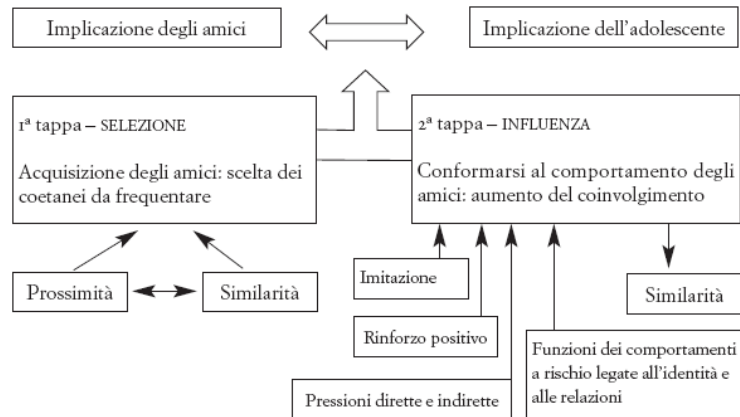 Implicazione degli amici
Implicazione dell'adolescente
1ª tappa – SELEZIONE
Acquisizione degli amici: scelta dei
coetanei da frequentare
2ª tappa – INFLUENZA
Conformarsi al comportamento degli
amici: aumento del coinvolgimento
Prossimità
Similarità
Imitazione
Rinforzo positivo
Pressioni dirette e indirette
Funzioni dei comportamenti
a rischio legate all'identità e
alle relazioni
Similarità